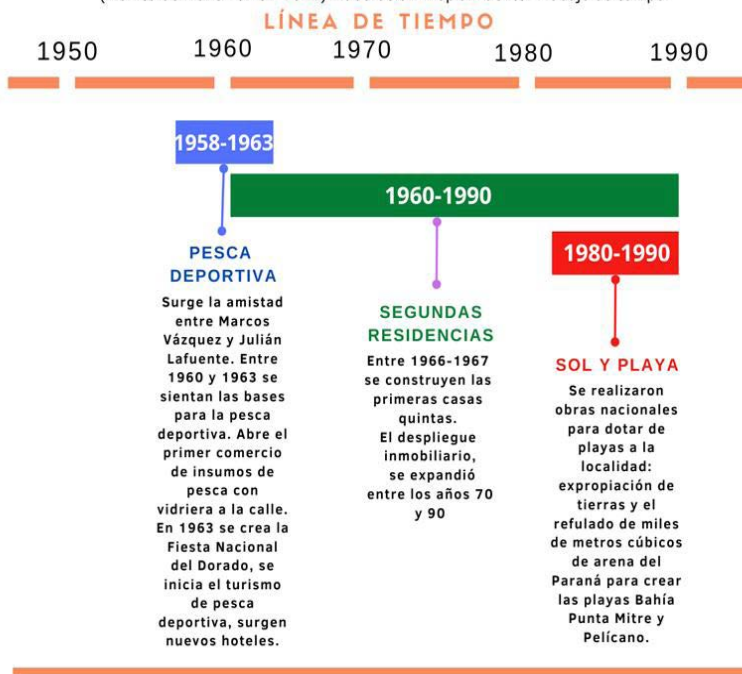 LÍNEA DE TIEMPO
1950 1960 1970 1980 1990
1958-1963
1960-1990
1980-1990
PESCA
DEPORTIVA
Surge la amistad
entre Marcos
Vázquez y Julián
Lafuente. Entre
1960 y 1963 se
sientan las bases
para la pesca
deportiva. Abre el
primer comercio
de insumos de
pesca con
vidriera a la calle.
En 1963 se crea la
Fiesta Nacional
del Dorado, se
inicia el turismo
de pesca
deportiva, surgen
nuevos hoteles.
SEGUNDAS
RESIDENCIAS
Entre 1966-1967
se construyen las
primeras casas
quintas.
El despliegue
inmobiliario,
se expandió
entre los años 70
y 90
SOL Y PLAYA
Se realizaron
obras nacionales
para dotar de
playas a la
localidad:
expropiación de
tierras y el
refulado de miles
de metros cúbicos
de arena del
Paraná para crear
las playas Bahía
Punta Mitre y
Pelícano.